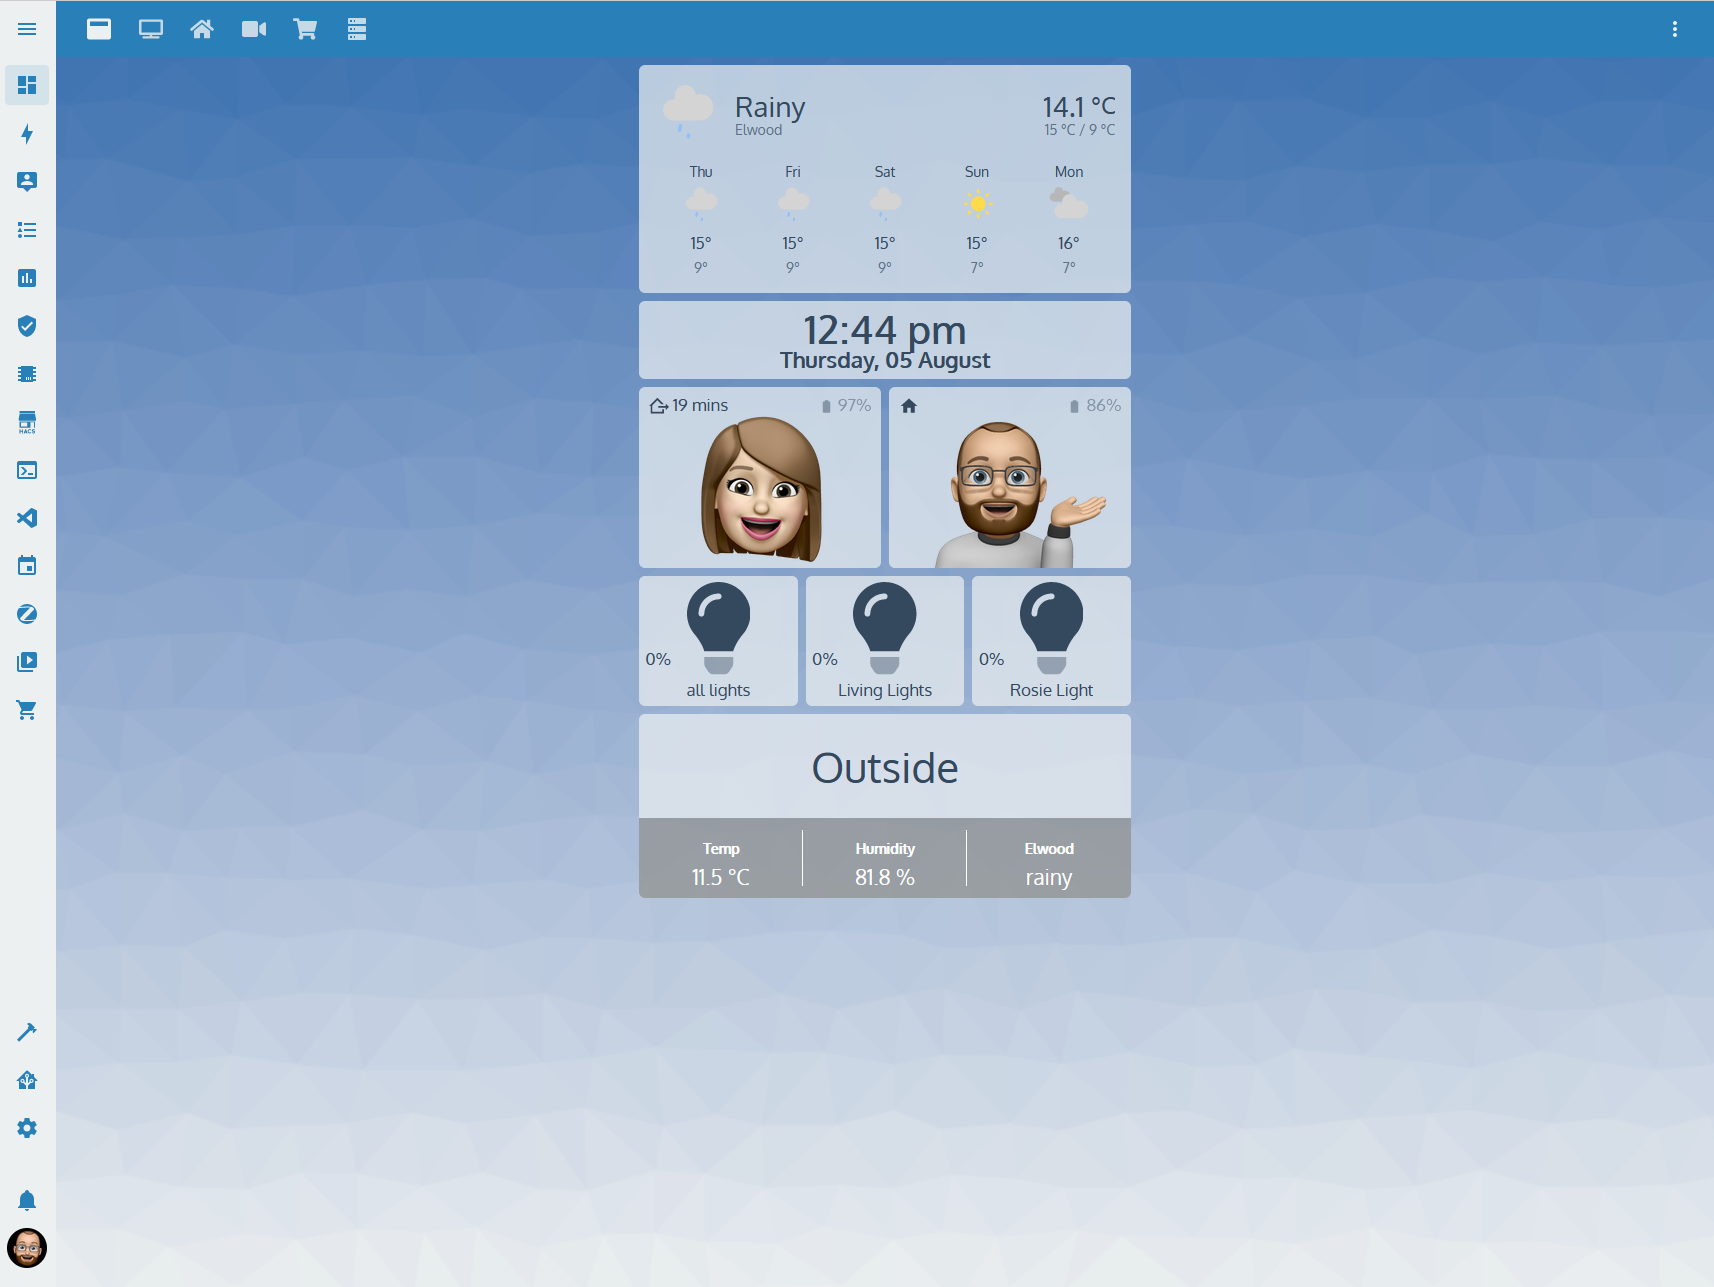 Rainy
14.1 °C
Elwood
15 °C / 9 °C
Thu Fri Sat Sun Mon
15° 15° 15° 15° 16°
9° 9° 9° 7° 7°
12:44 pm
Thursday, 05 August
19 mins
97%
86%
0%
all lights
0%
Living Lights
0%
Rosie Light
Outside
Temp Humidity Elwood
11.5 °C 81.8 % rainy
HACS